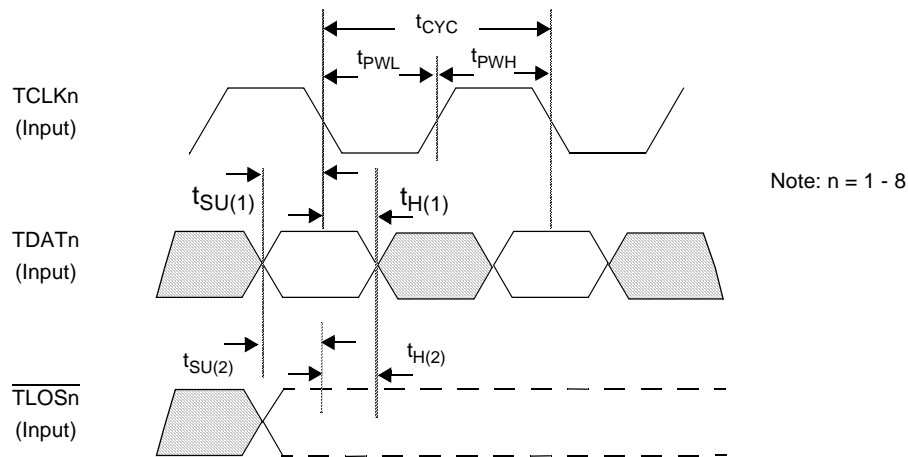 tCYC
tPWL
tPWH
TCLKn
(Input)
Note: n = 1 - 8
tSU(1)
tH(1)
TDATn
(Input)
tSU(2)
tH(2)
TLOSn
(Input)